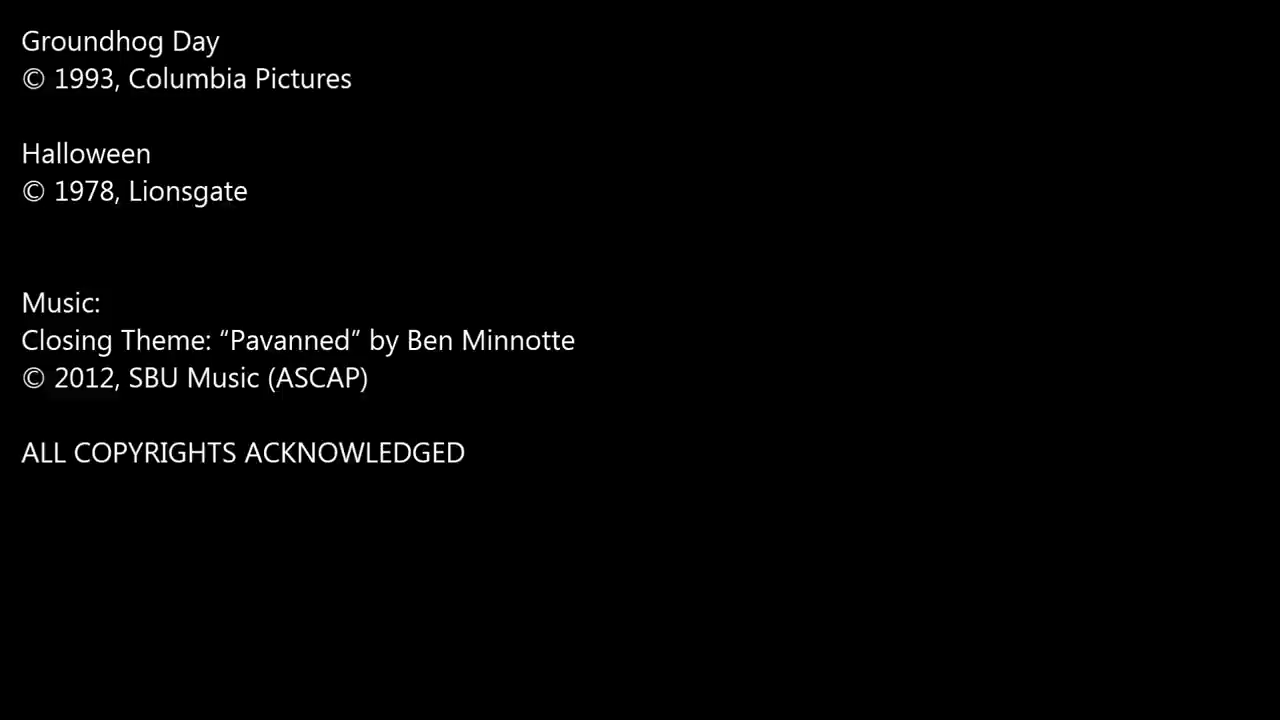 Groundhog Day
© 1993, Columbia Pictures
Halloween
© 1978, Lionsgate
Music:
Closing Theme: “Pavanned” by Ben Minnotte
© 2012, SBU Music (ASCAP)
ALL COPYRIGHTS ACKNOWLEDGED